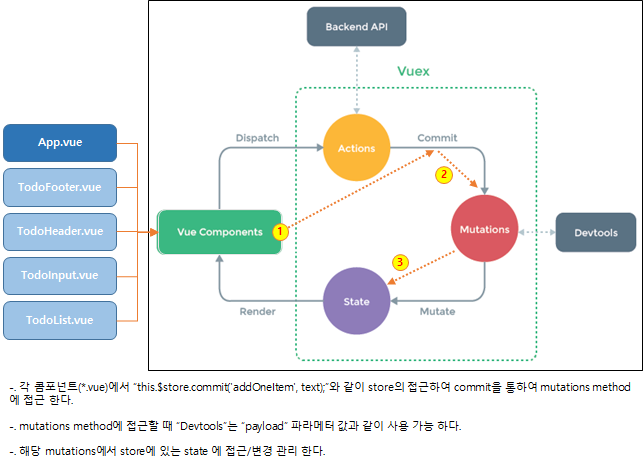 Backend API
Vuex
App.vue
Dispatch
Actions
Commit
TodoFooter.vue
2
TodoHeader.vue
Vue Components
1
Mutations
Devtools
TodoInput.vue
3
State
TodoList.vue
Render
Mutate
-. 각 콤포넌트(*.vue)에서 "this.$store.commit('addOneItem', text);"와 같이 store의 접근하여 commit을 통하여 mutations method
에 접근 한다.
-. mutations method에 접근할 때 "Devtools"는 "payload" 파라메터 값과 같이 사용 가능 하다.
-. 해당 mutations에서 store에 있는 state 에 접근/변경 관리 한다.